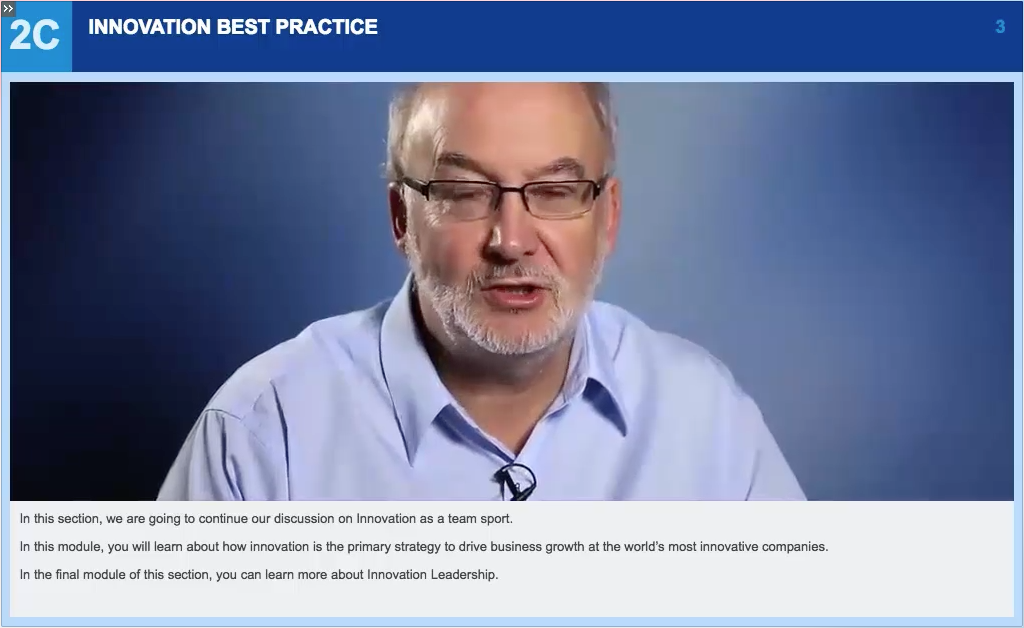 2C
INNOVATION BEST PRACTICE
3
In this section, we are going to continue our discussion on Innovation as a team sport.
In this module, you will learn about how innovation is the primary strategy to drive business growth at the world's most innovative companies.
In the final module of this section, you can learn more about Innovation Leadership.